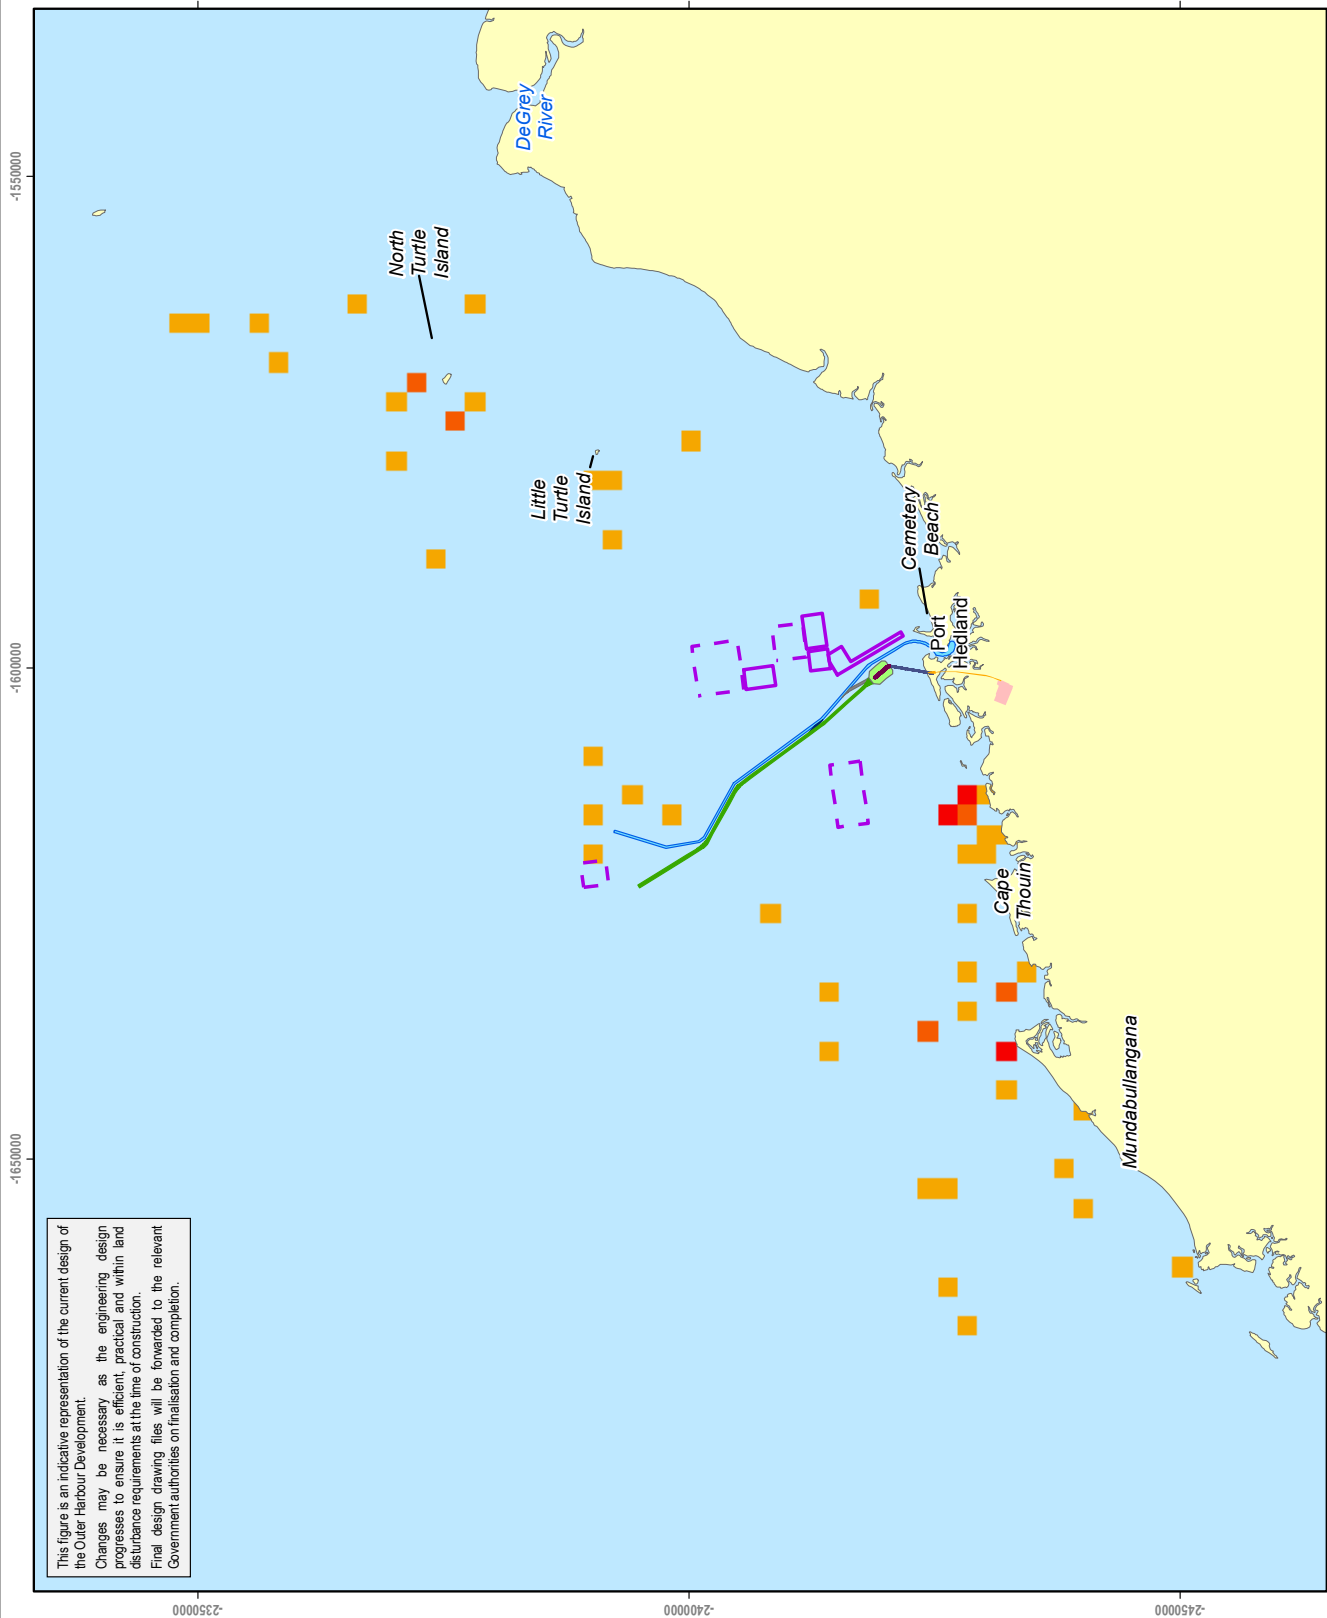 This figure is an indicative representation of the current design of
the Outer Harbour Development.
Changes may be necessary as the engineering design
progresses to ensure it is efficient, practical and within land
disturbance requirements at the time of construction.
Final design drawing files will be forwarded to the relevant
Government authorities on finalisation and completion.
-1650000
-1600000
-1550000
-2350000
-2400000
-2450000
North
Turtle
Island
DeGrey
River
Little
Turtle
Island
Cemetery
Beach
Port
Hedland
Cape
Thouin
Mundabullangana